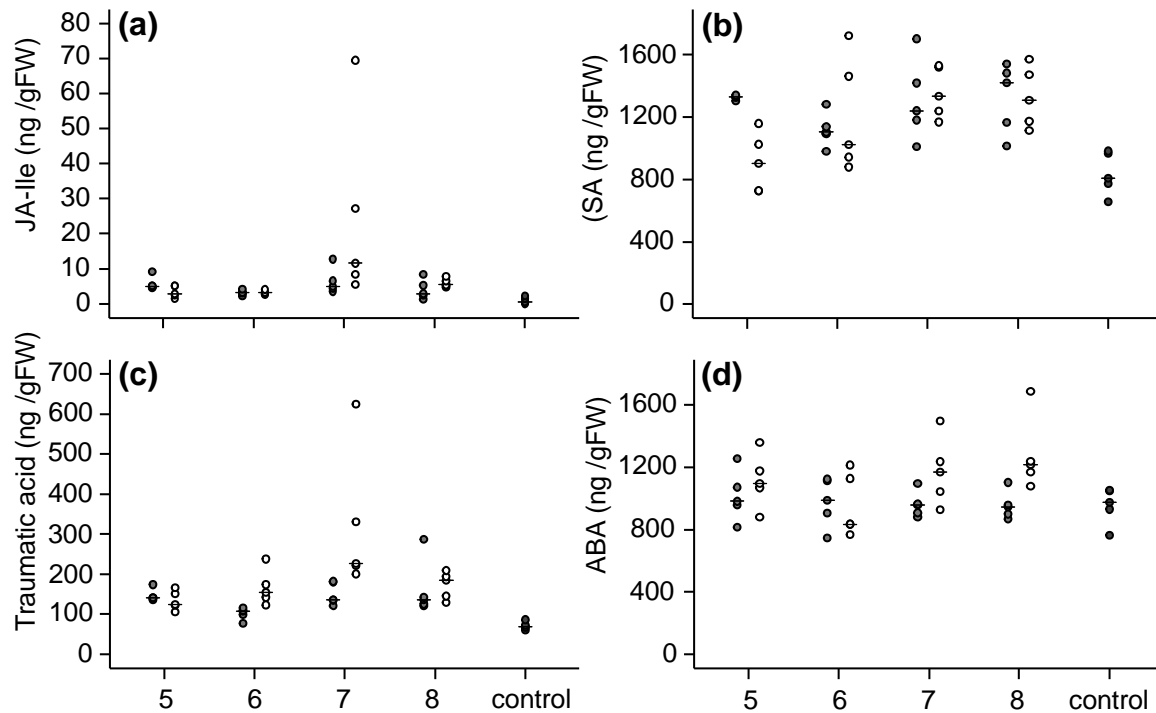 (a)
JA-Ile (ng /gFW)
80
70
60
50
40
30
20
10
0
(b)
(SA (ng /gFW)
1600
1200
800
400
0
(c)
Traumatic acid (ng /gFW)
700
600
500
400
300
200
100
0
5 6 7 8 control
(d)
ABA (ng /gFW)
1600
1200
800
400
0
5 6 7 8 control